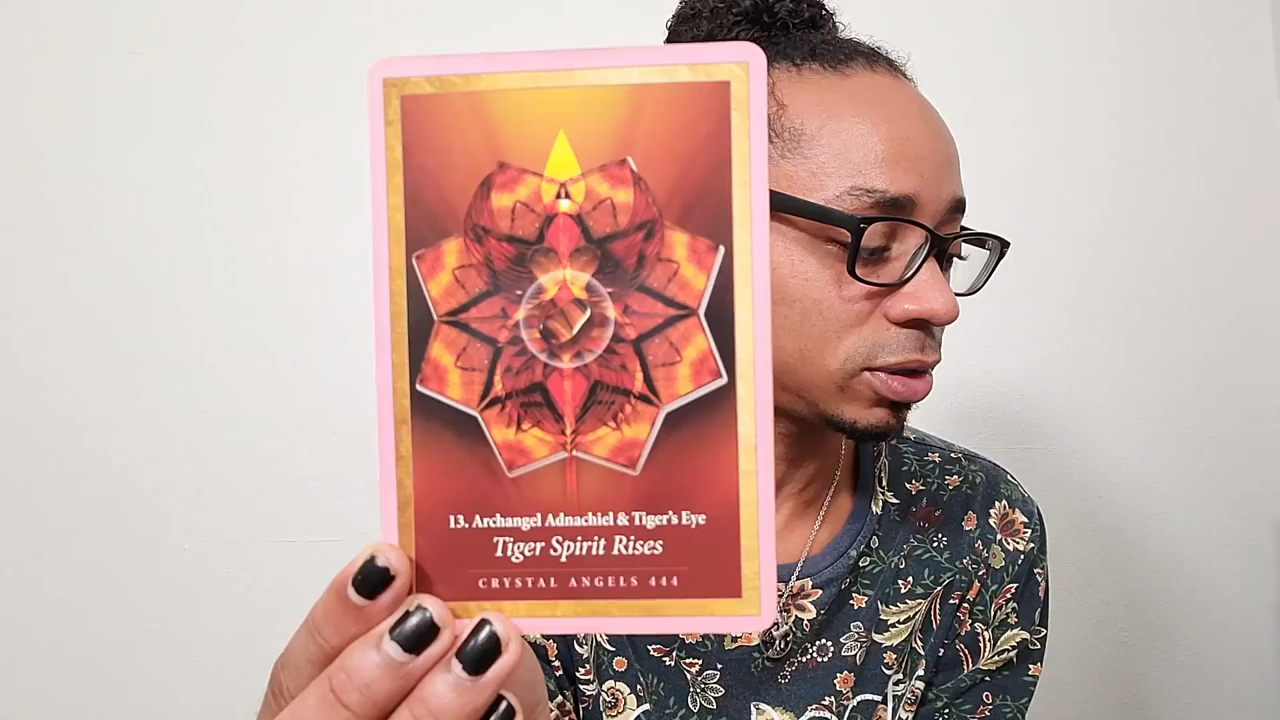 13. Archangel Adnachiel & Tiger's Eye
Tiger Spirit Rises
CRYSTAL ANGELS 444